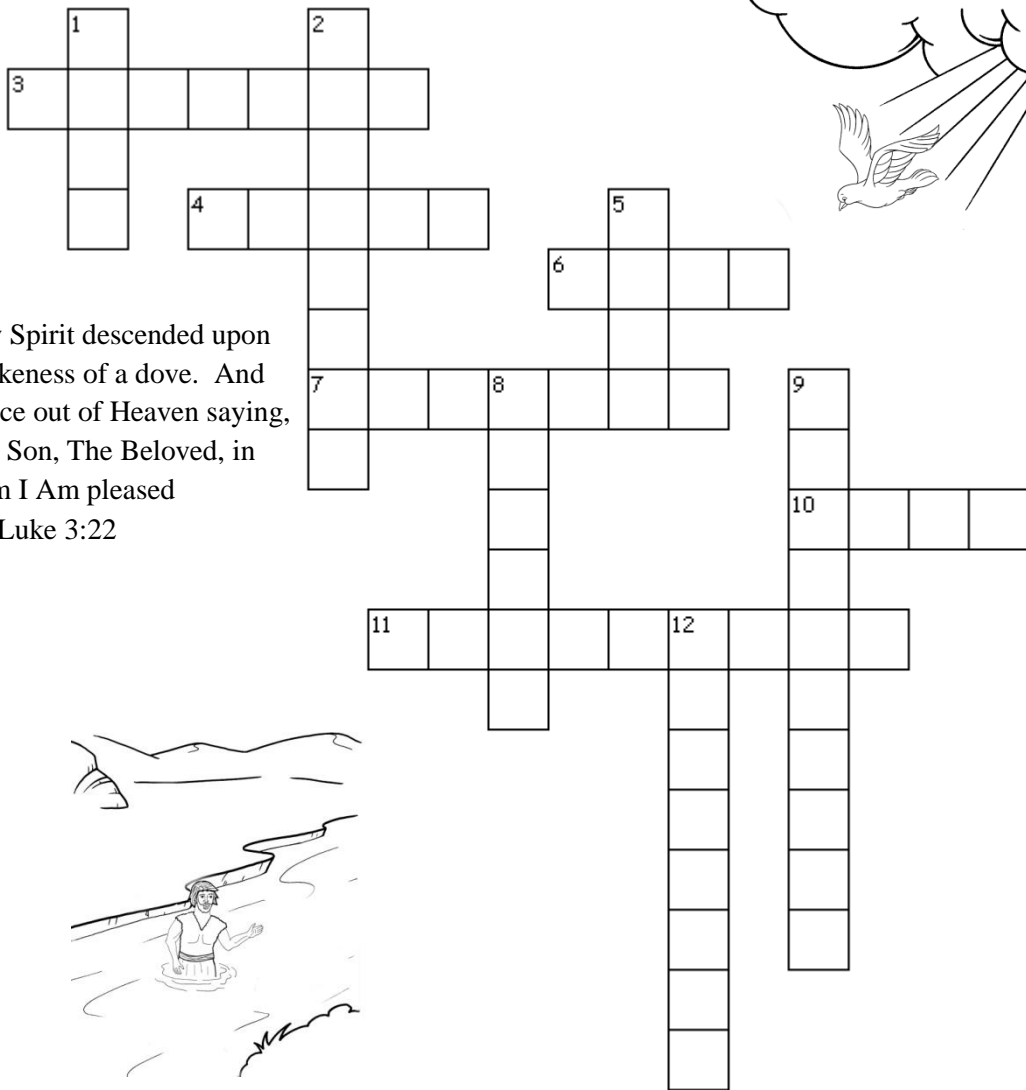 1 2
3
4 5
6
Spirit descended upon
keness of a dove. And
ce out of Heaven saying,
Son, The Beloved, in
I Am pleased
Luke 3:22
7 8 9
10
11 12